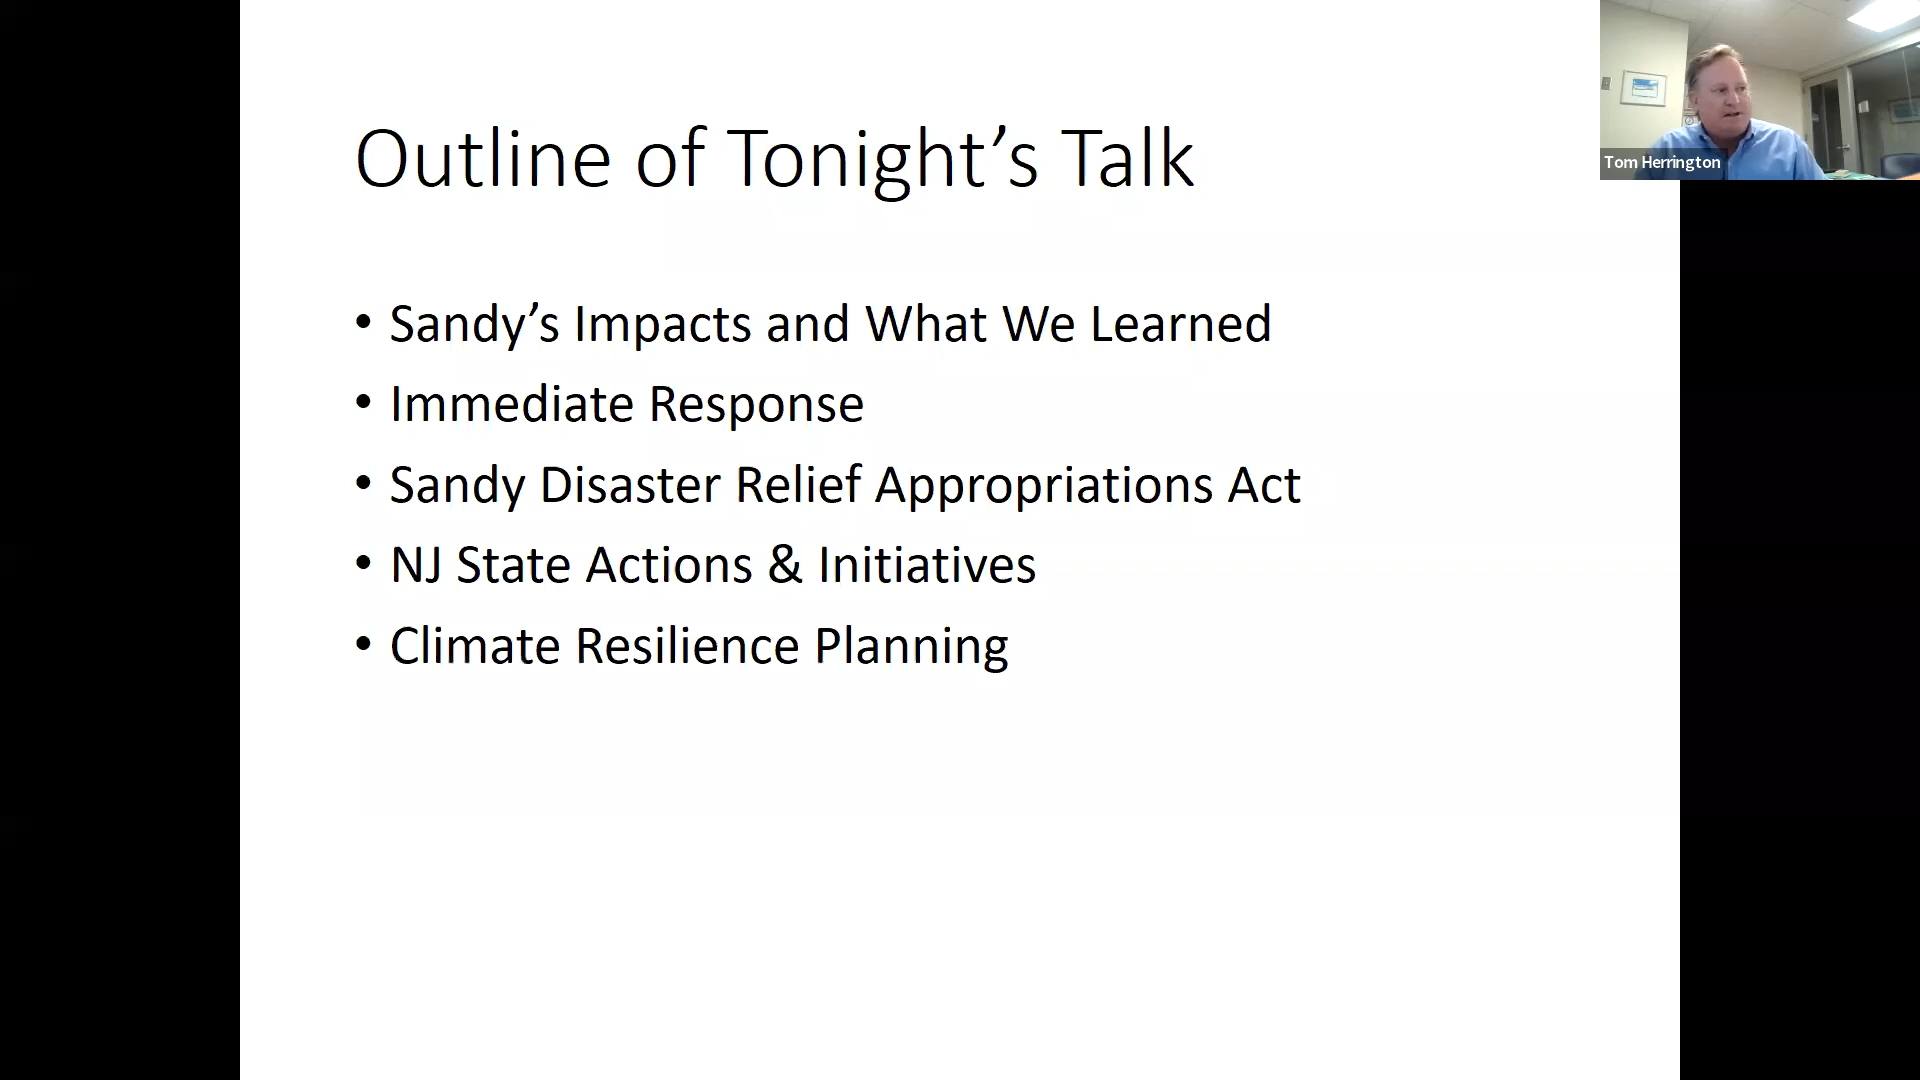 Outline of Tonight’s Talk
• Sandy’s Impacts and What We Learned
• Immediate Response
• Sandy Disaster Relief Appropriations Act
• NJ State Actions & Initiatives
• Climate Resilience Planning
Tom Herrington